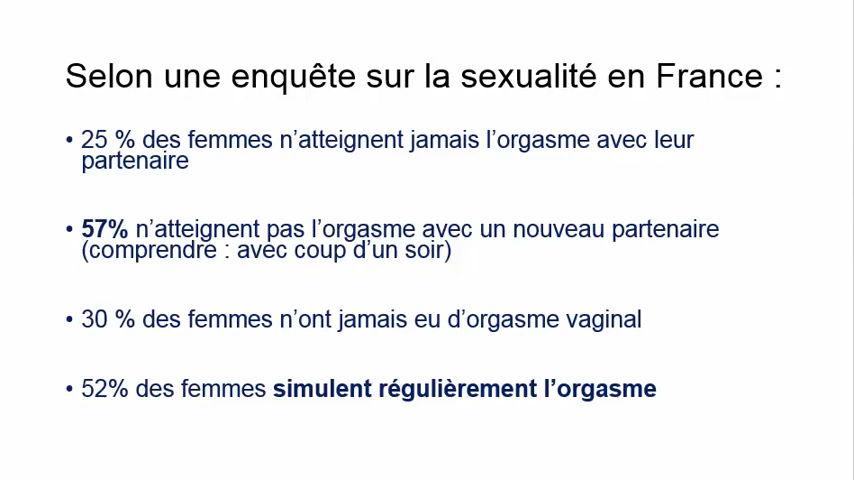 Selon une enquête sur la sexualité en France :
• 25 % des femmes n’atteignent jamais l’orgasme avec leur
partenaire
• 57% n’atteignent pas l’orgasme avec un nouveau partenaire
(comprendre : avec coup d’un soir)
• 30 % des femmes n’ont jamais eu d’orgasme vaginal
• 52% des femmes simulent régulièrement l’orgasme